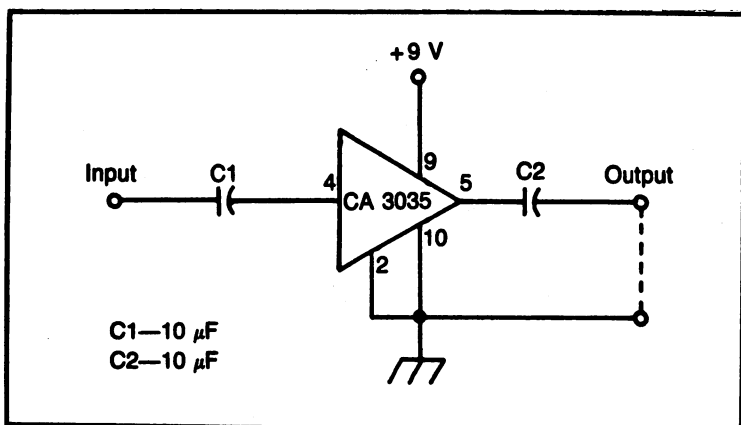 +9 V
Input
C1
4
CA 3035
9
5
C2
Output
10
2
C1—10 μF
C2—10 μF